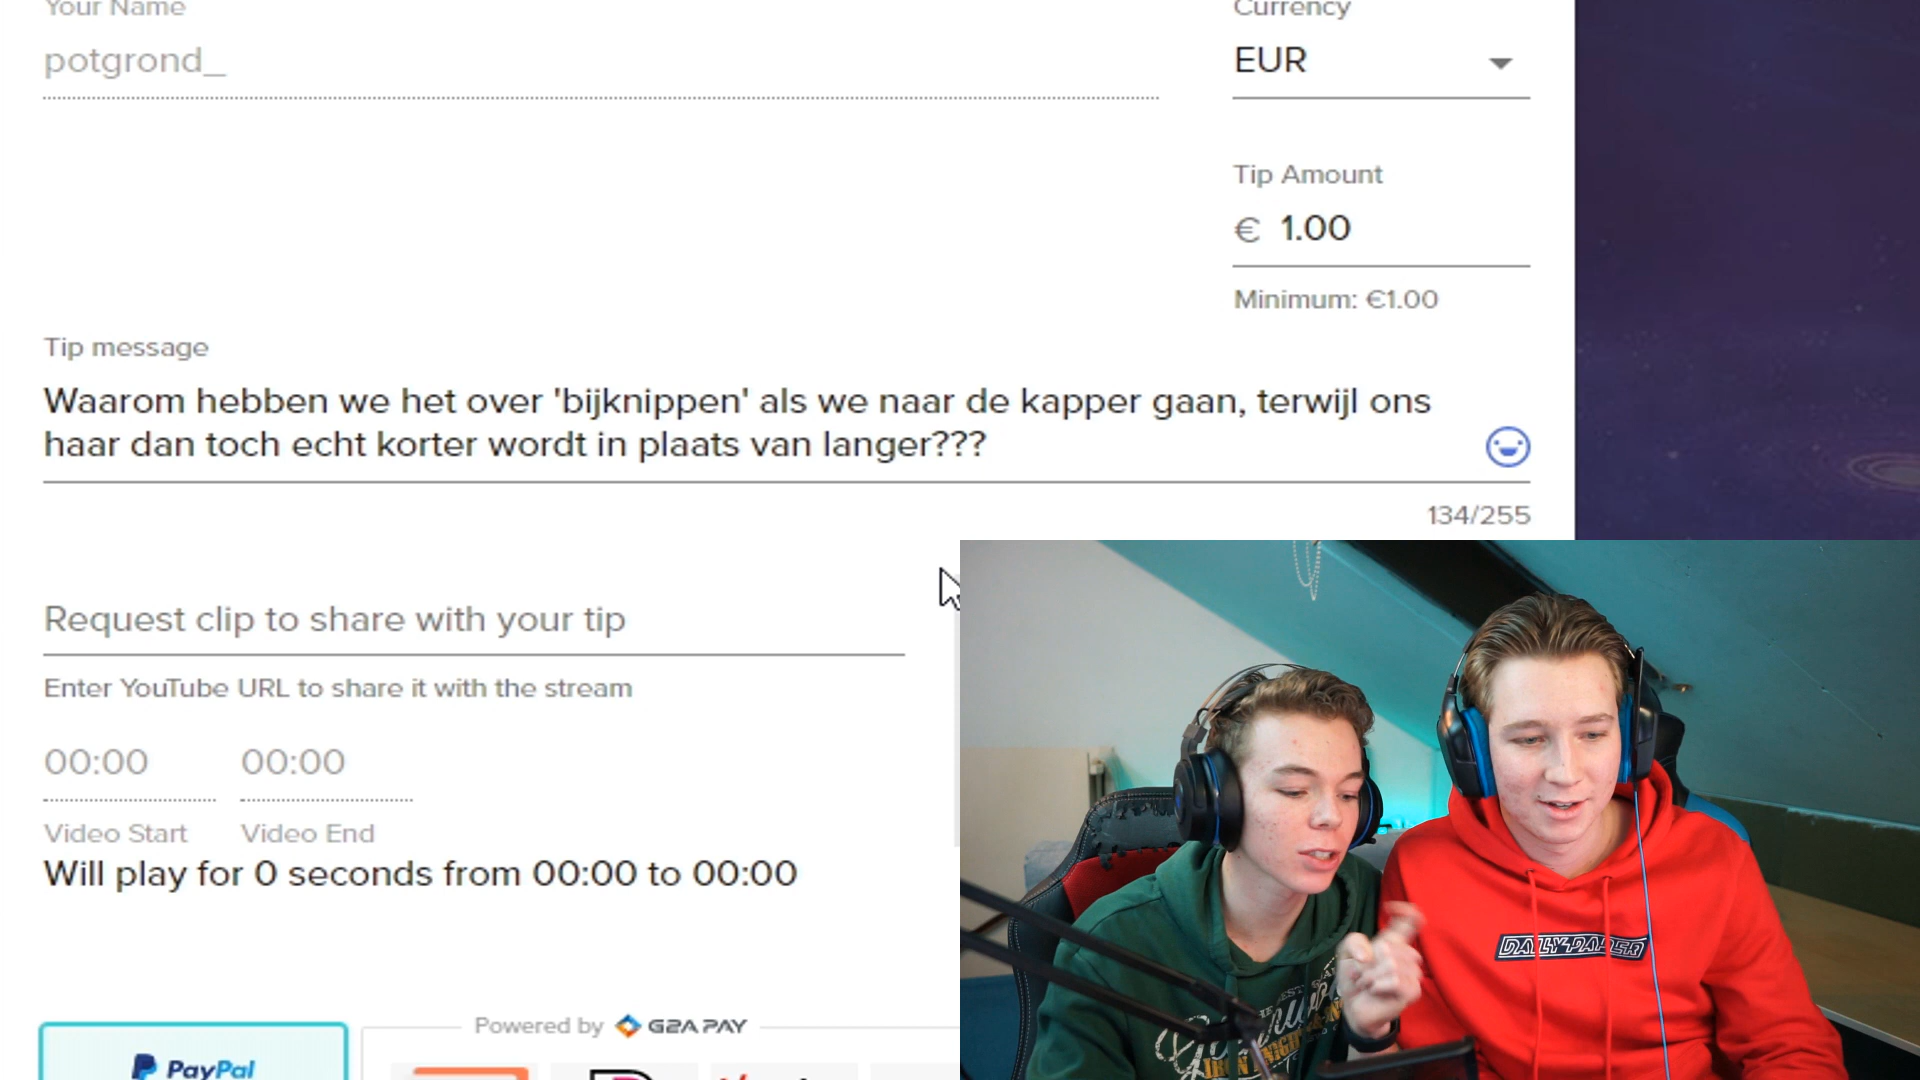 Your Name
potgrond_
Currency
EUR
Tip Amount
€ 1.00
Minimum: €1.00
Tip message
Waarom hebben we het over 'bijknippen' als we naar de kapper gaan, terwijl ons
haar dan toch echt korter wordt in plaats van langer???
134/255
Request clip to share with your tip
Enter YouTube URL to share it with the stream
00:00 00:00
Video Start Video End
Will play for 0 seconds from 00:00 to 00:00
Powered by G2A PAY
PayPal
DAILY PAPER